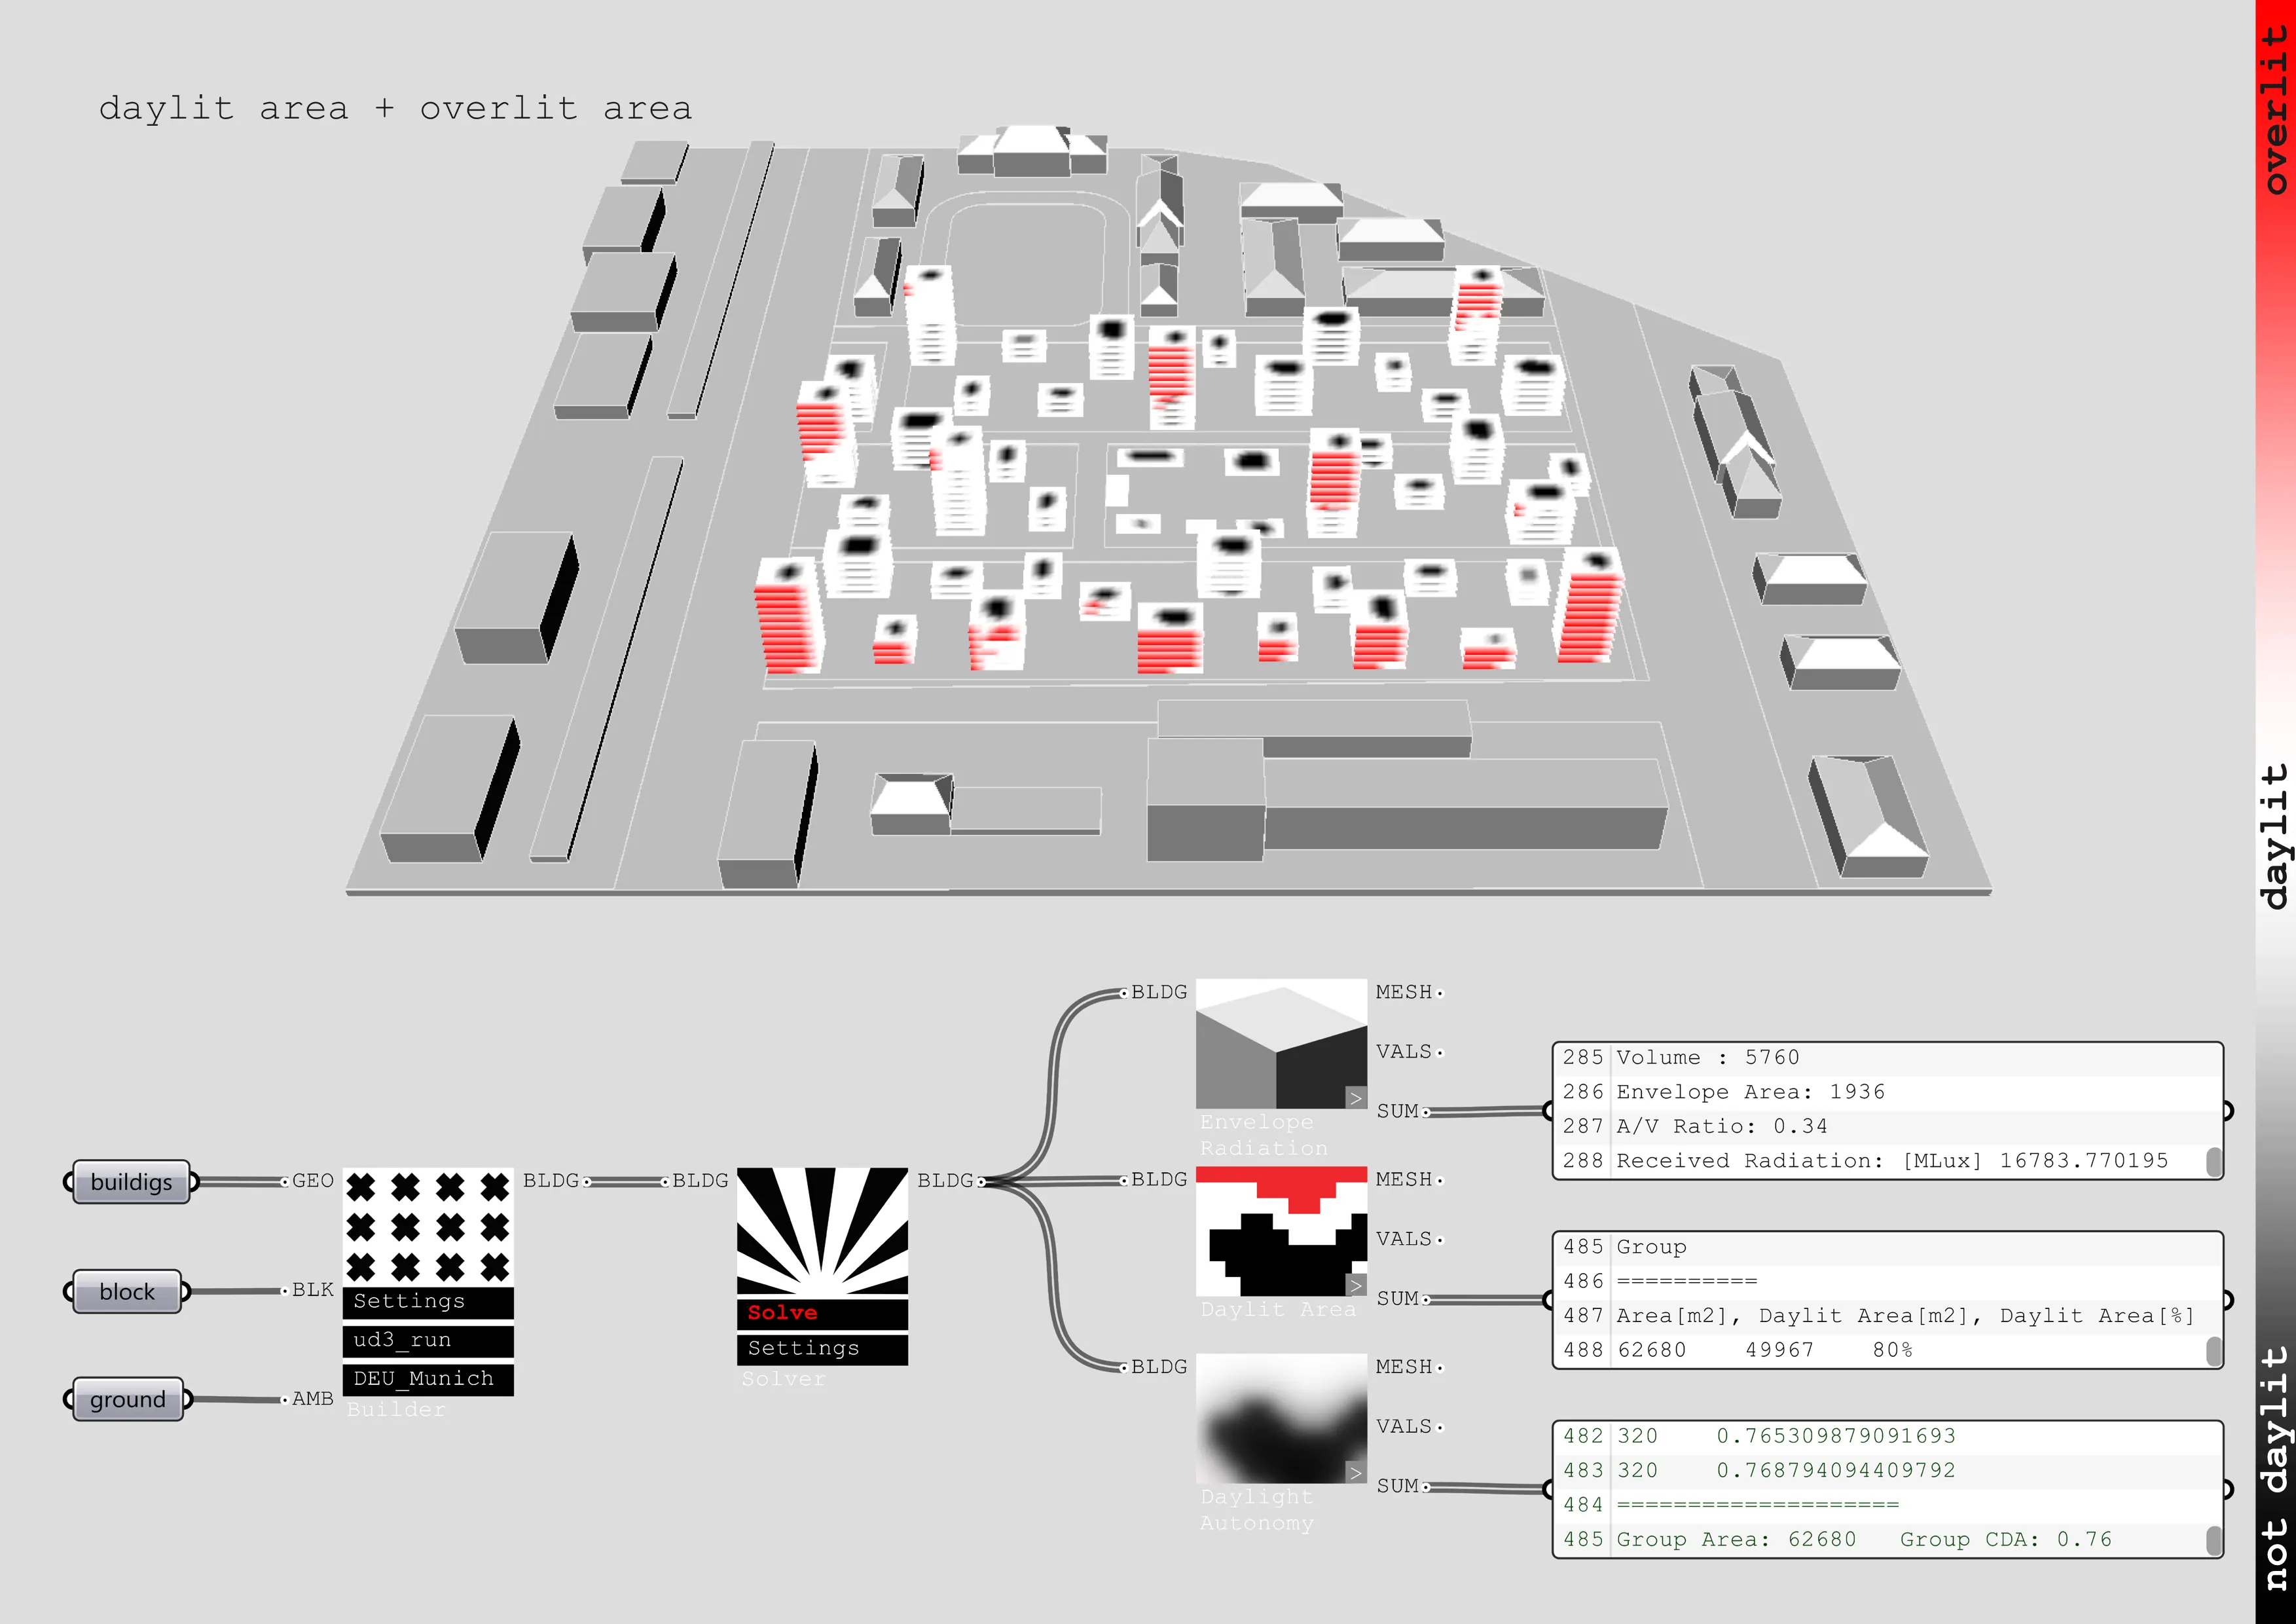 daylit area + overlit area
overlit
daylit
not daylit
buildigs
block
ground
GEO
BLK
AMB
Settings
ud3_run
DEU_Munich
Builder
BLDG
BLDG
Solve
Settings
Solver
BLDG
BLDG
MESH
VALS
SUM
>
Envelope
Radiation
BLDG
MESH
VALS
SUM
>
Daylit Area
BLDG
MESH
VALS
SUM
>
Daylight
Autonomy
285 Volume : 5760
286 Envelope Area: 1936
287 A/V Ratio: 0.34
288 Received Radiation: [MLux] 16783.770195
485 Group
486 ==========
487 Area[m2], Daylit Area[m2], Daylit Area[%]
488 62680 49967 80%
482 320 0.765309879091693
483 320 0.768794094409792
484 ====================
485 Group Area: 62680 Group CDA: 0.76